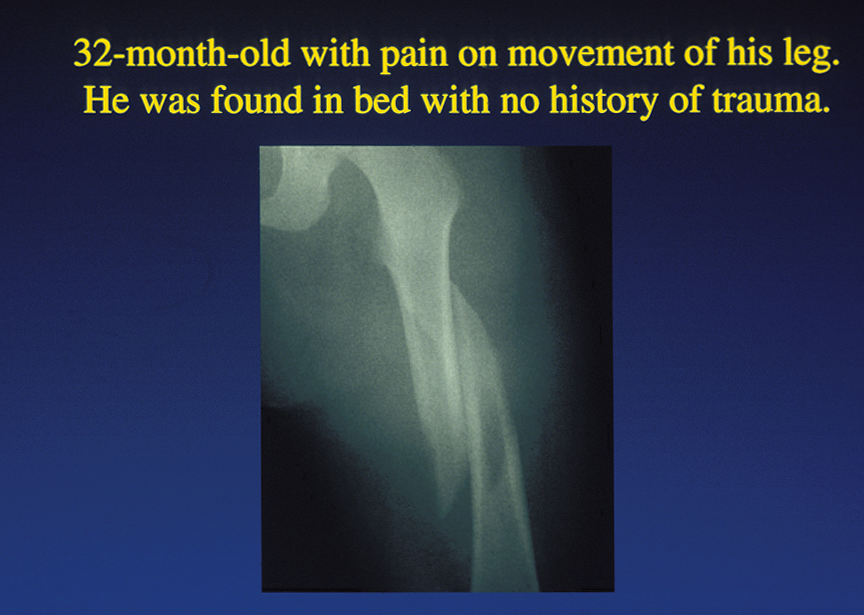 32-month-old with pain on movement of his leg.
He was found in bed with no history of trauma.